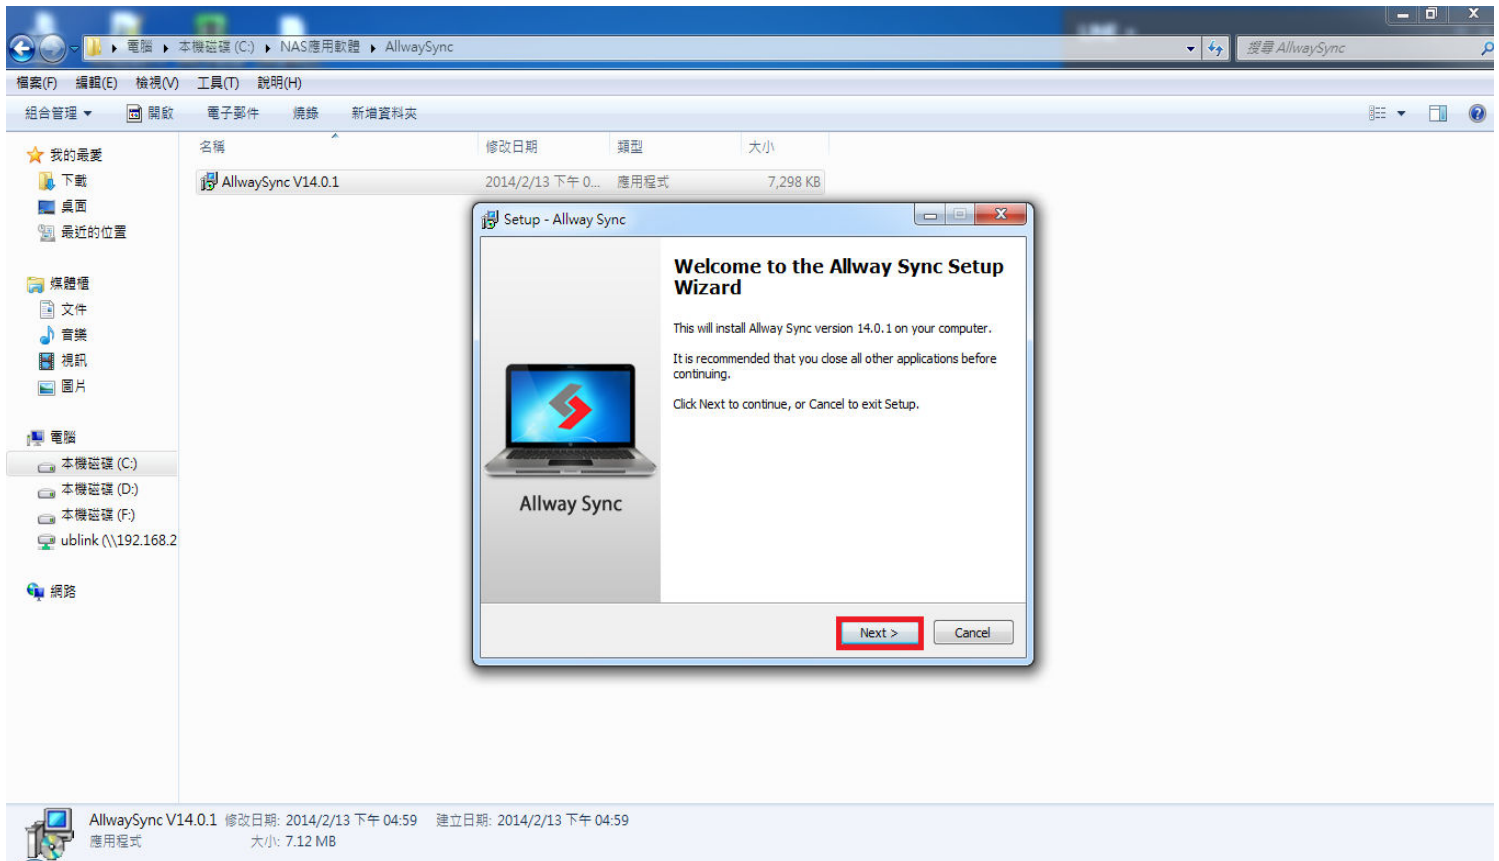 電腦 本機磁碟 (C:) NAS應用軟體 AllwaySync
搜尋 AllwaySync
檔案(F) 編輯(E) 檢視(V) 工具(T) 說明(H)
組合管理 開啟 電子郵件 燒錄 新增資料夾
名稱 修改日期 類型 大小
AllwaySync V14.0.1 2014/2/13 下午 0... 應用程式 7,298 KB
我的最愛
下載
桌面
最近的位置
媒體櫃
文件
音樂
視訊
圖片
電腦
本機磁碟 (C:)
本機磁碟 (D:)
本機磁碟 (F:)
ublink (\\192.168.2
網路
Setup - Allway Sync
Welcome to the Allway Sync Setup
Wizard
This will install Allway Sync version 14.0.1 on your computer.
It is recommended that you close all other applications before
continuing.
Click Next to continue, or Cancel to exit Setup.
Allway Sync
Next > Cancel
AllwaySync V14.0.1 修改日期: 2014/2/13 下午 04:59 建立日期: 2014/2/13 下午 04:59
應用程式 大小: 7.12 MB